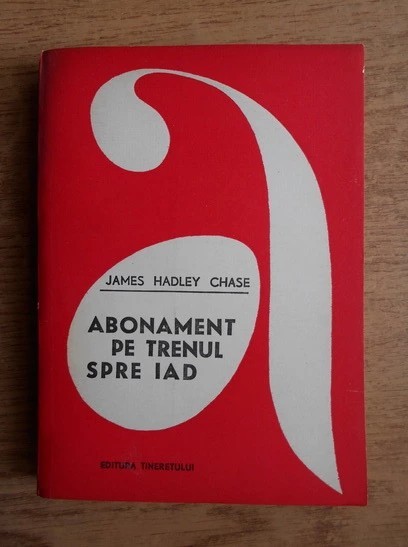 JAMES HADLEY CHASE
ABONAMENT
PE TRENUL
SPRE IAD
EDITURA TINERETULUI